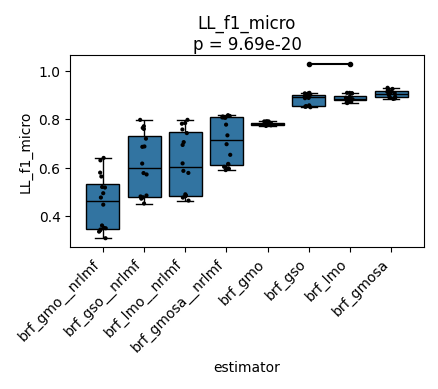 LL_f1_micro
p = 9.69e-20
1.0
0.8
0.6
0.4
LL_f1_micro
brf_gmo__nrlmf
brf_gso__nrlmf
brf_lmo__nrlmf
brf_gmosa__nrlmf
brf_gmo
brf_gso
brf_lmo
brf_gmosa
estimator